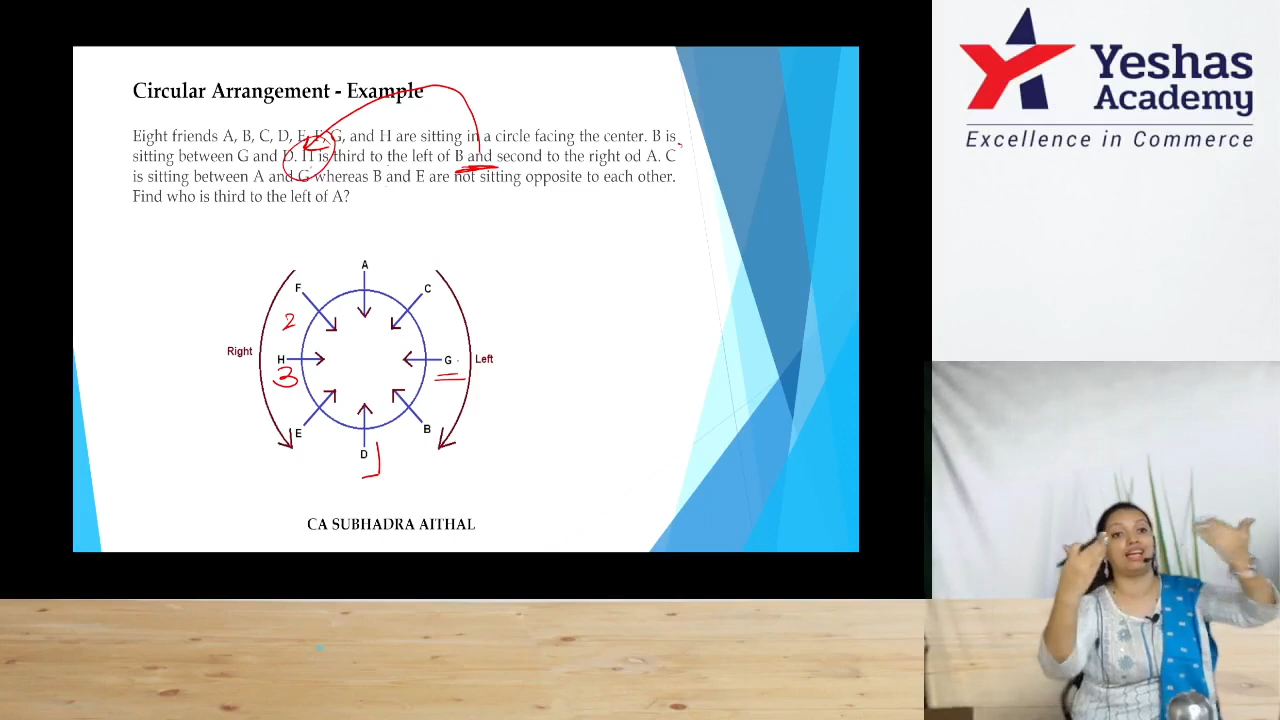 Circular Arrangement - Example
Eight friends A, B, C, D, E, F, G, and H are sitting in a circle facing the center. B is
sitting between G and D. H is third to the left of B and second to the right od A. C
is sitting between A and G whereas B and E are not sitting opposite to each other.
Find who is third to the left of A?
A
F
C
2
Right
H
G
Left
3
E
B
D
1
CA SUBHADRA AITHAL
Yeshas
Academy
Excellence in Commerce